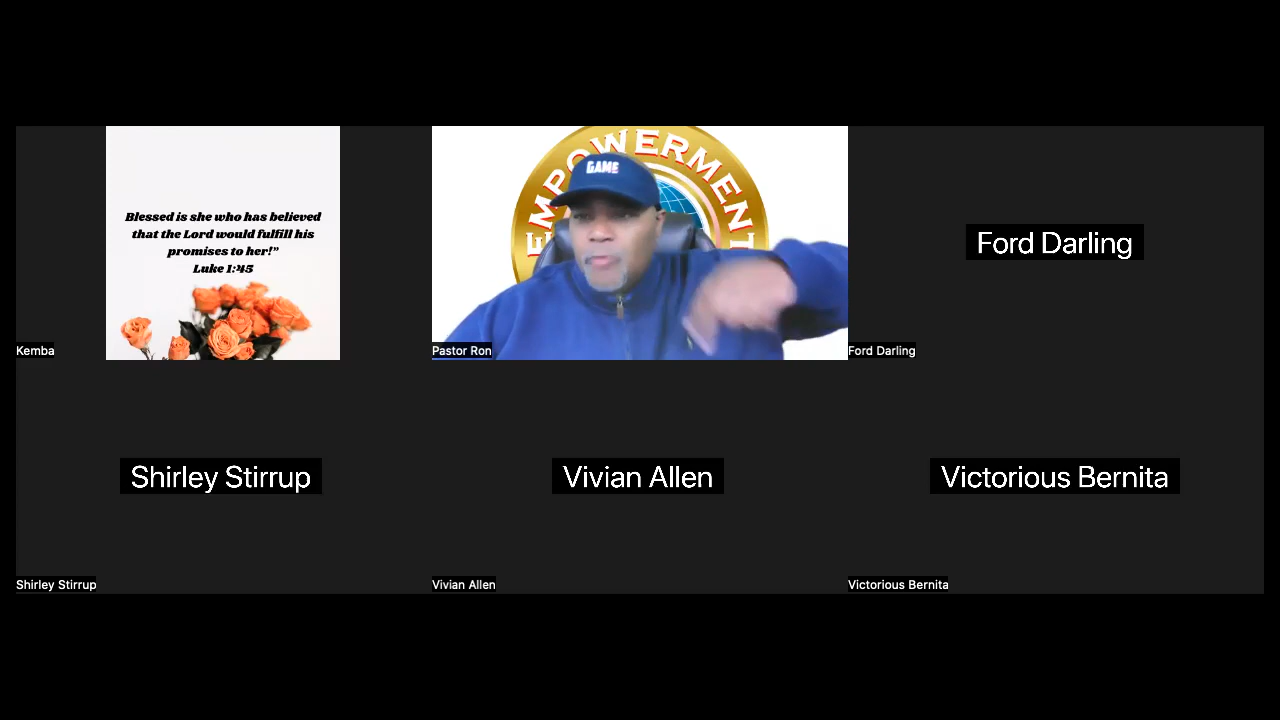 Blessed is she who has believed
that the Lord would fulfill his
promises to her!”
Luke 1:45
Kemba
EMPOWERMENT
GAME
Pastor Ron
Ford Darling
Ford Darling
Shirley Stirrup
Shirley Stirrup
Vivian Allen
Vivian Allen
Victorious Bernita
Victorious Bernita